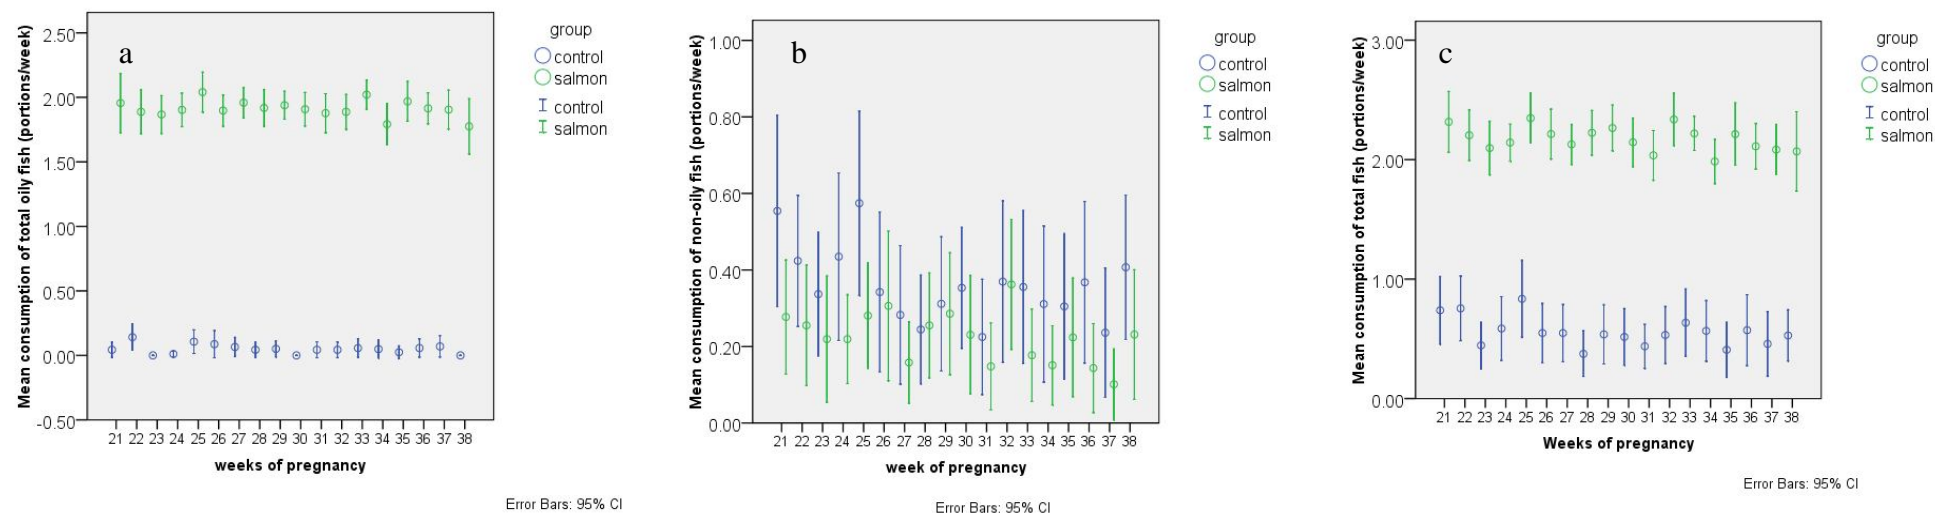 Mean consumption of total oily fish (portions/week)
2.50
2.00
1.50
1.00
0.50
0.00
-0.50
a
21 22 23 24 25 26 27 28 29 30 31 32 33 34 35 36 37 38
weeks of pregnancy
group
control
salmon
control
salmon
Error Bars: 95% CI
Mean consumption of non-oily fish (portions/week)
1.00
0.80
0.60
0.40
0.20
0.00
b
21 22 23 24 25 26 27 28 29 30 31 32 33 34 35 36 37 38
week of pregnancy
group
control
salmon
control
salmon
Error Bars: 95% CI
Mean consumption of total fish (portions/week)
3.00
2.00
1.00
0.00
c
21 22 23 24 25 26 27 28 29 30 31 32 33 34 35 36 37 38
Weeks of pregnancy
group
control
salmon
control
salmon
Error Bars: 95% CI